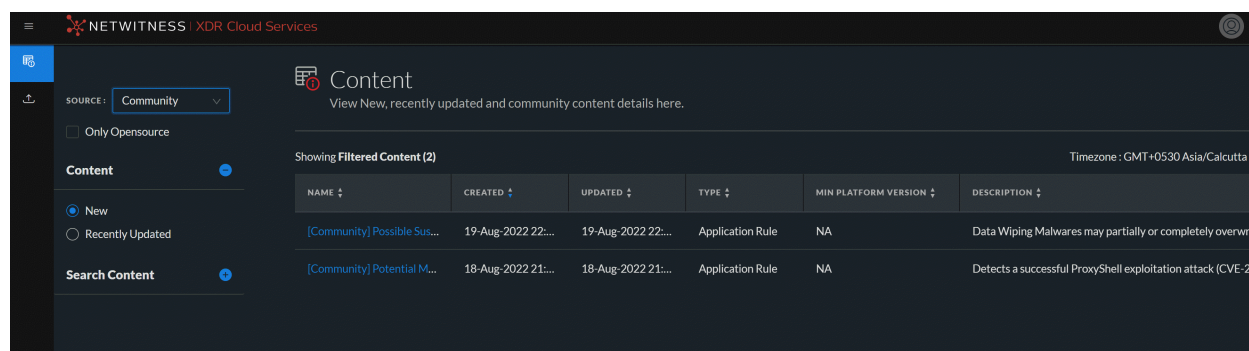 NETWITNESS | XDR Cloud Services
SOURCE : Community
Only Opensource
Content
New
Recently Updated
Search Content
Content
View New, recently updated and community content details here.
Showing Filtered Content (2)
Timezone : GMT+0530 Asia/Calcutta
NAME CREATED UPDATED TYPE MIN PLATFORM VERSION DESCRIPTION
[Community] Possible Sus... 19-Aug-2022 22:... 19-Aug-2022 22:... Application Rule NA Data Wiping Malwares may partially or completely overwr
[Community] Potential M... 18-Aug-2022 21:... 18-Aug-2022 21:... Application Rule NA Detects a successful ProxyShell exploitation attack (CVE-2